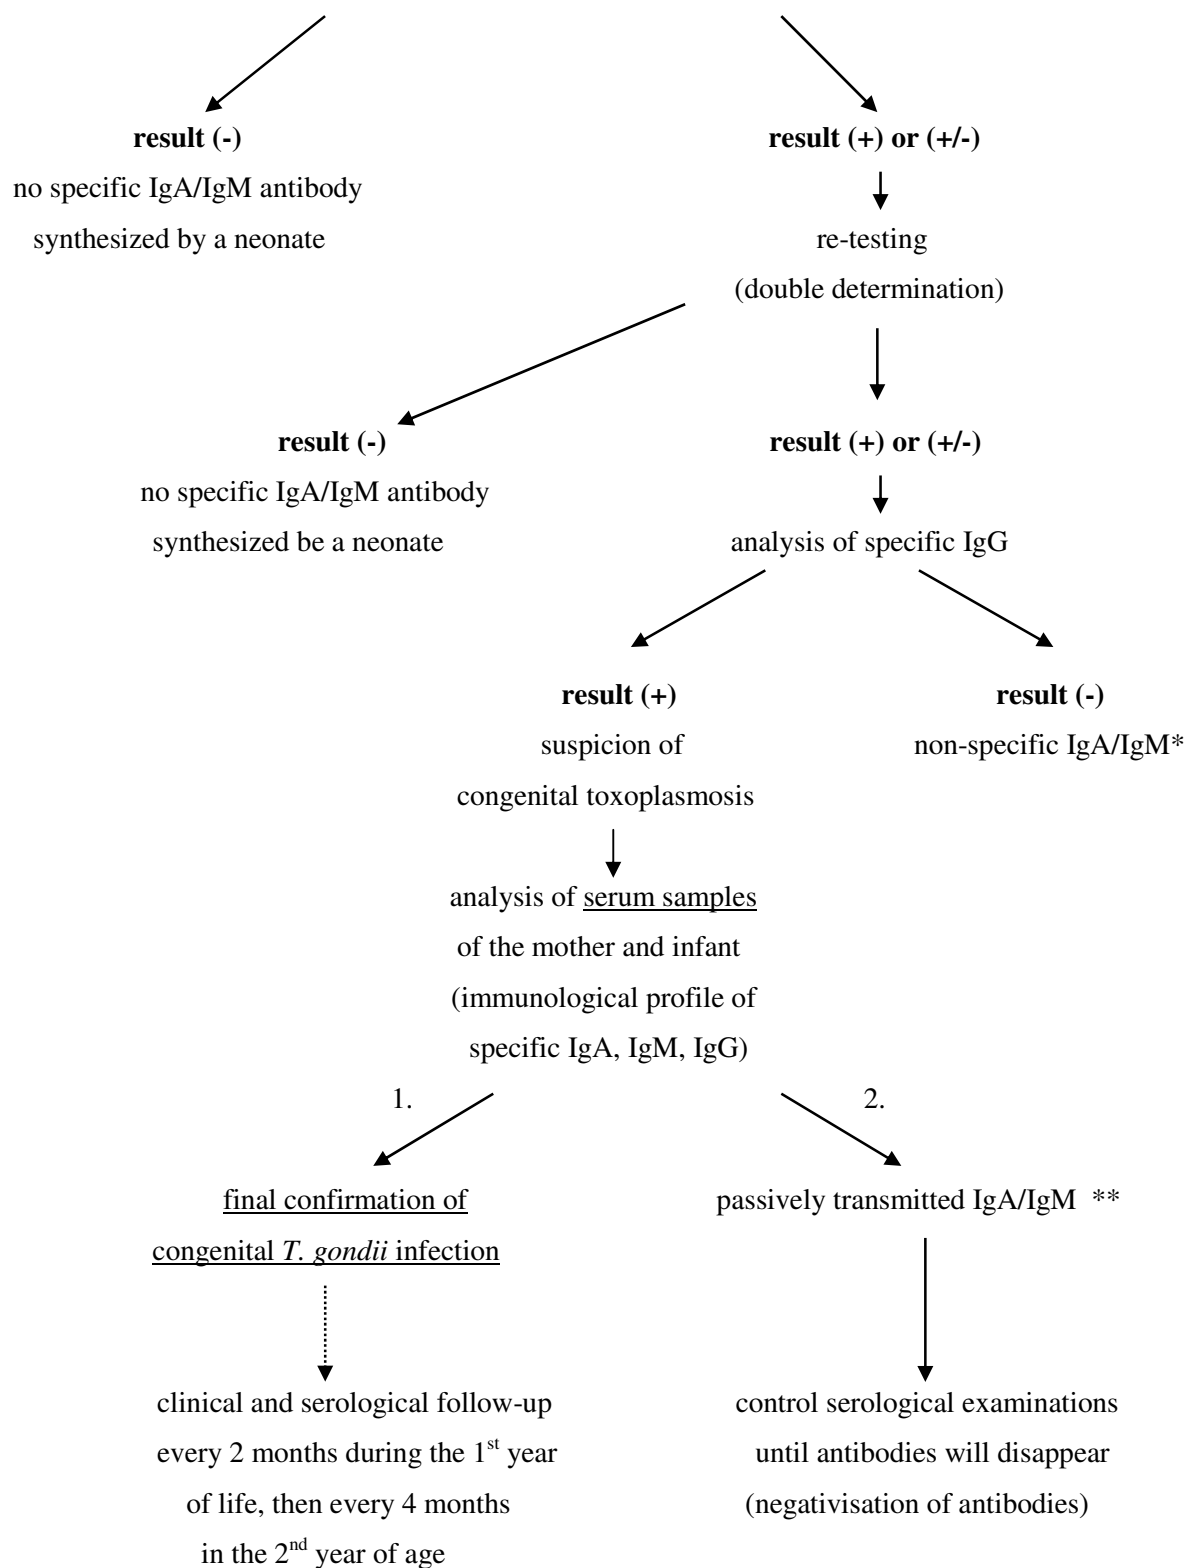 result (-)
no specific IgA/IgM antibody
synthesized by a neonate
result (+) or (+/-)
re-testing
(double determination)
result (-)
no specific IgA/IgM antibody
synthesized be a neonate
result (+) or (+/-)
analysis of specific IgG
result (+)
suspicion of
congenital toxoplasmosis
result (-)
non-specific IgA/IgM*
analysis of serum samples
of the mother and infant
(immunological profile of
specific IgA, IgM, IgG)
1.
2.
final confirmation of
congenital T. gondii infection
passively transmitted IgA/IgM **
clinical and serological follow-up
every 2 months during the 1st year
of life, then every 4 months
in the 2nd year of age
control serological examinations
until antibodies will disappear
(negativisation of antibodies)